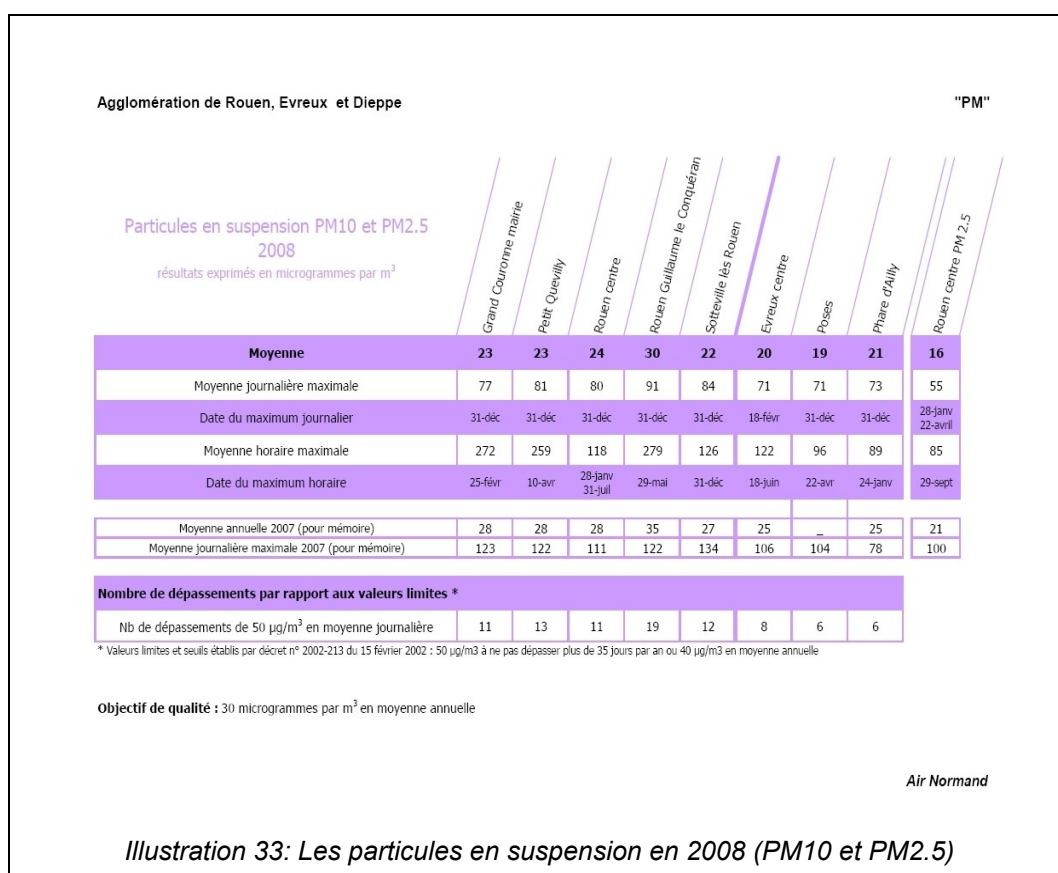 Agglomération de Rouen, Evreux et Dieppe "PM"
Particules en suspension PM10 et PM2.5
2008
résultats exprimés en microgrammes par m³
Grand Couronne mairie
Petit Quevilly
Rouen centre
Rouen Guillaume le Conquéran
Sotteville lès Rouen
Evreux centre
Poses
Phare d'Ailly
Rouen centre PM 2.5
Moyenne 23 23 24 30 22 20 19 21 16
Moyenne journalière maximale 77 81 80 91 84 71 71 73 55
Date du maximum journalier 31-déc 31-déc 31-déc 31-déc 31-déc 18-févr 31-déc 31-déc 28-janv 22-avril
Moyenne horaire maximale 272 259 118 279 126 122 96 89 85
Date du maximum horaire 25-févr 10-avr 28-janv 31-juil 29-mai 31-déc 18-juin 22-avr 24-janv 29-sept
Moyenne annuelle 2007 (pour mémoire) 28 28 28 35 27 25 _ 25 21
Moyenne journalière maximale 2007 (pour mémoire) 123 122 111 122 134 106 104 78 100
Nombre de dépassements par rapport aux valeurs limites *
Nb de dépassements de 50 µg/m³ en moyenne journalière 11 13 11 19 12 8 6 6
* Valeurs limites et seuils établis par décret n° 2002-213 du 15 février 2002 : 50 µg/m3 à ne pas dépasser plus de 35 jours par an ou 40 µg/m3 en moyenne annuelle
Objectif de qualité : 30 microgrammes par m³ en moyenne annuelle
Air Normand
Illustration 33: Les particules en suspension en 2008 (PM10 et PM2.5)